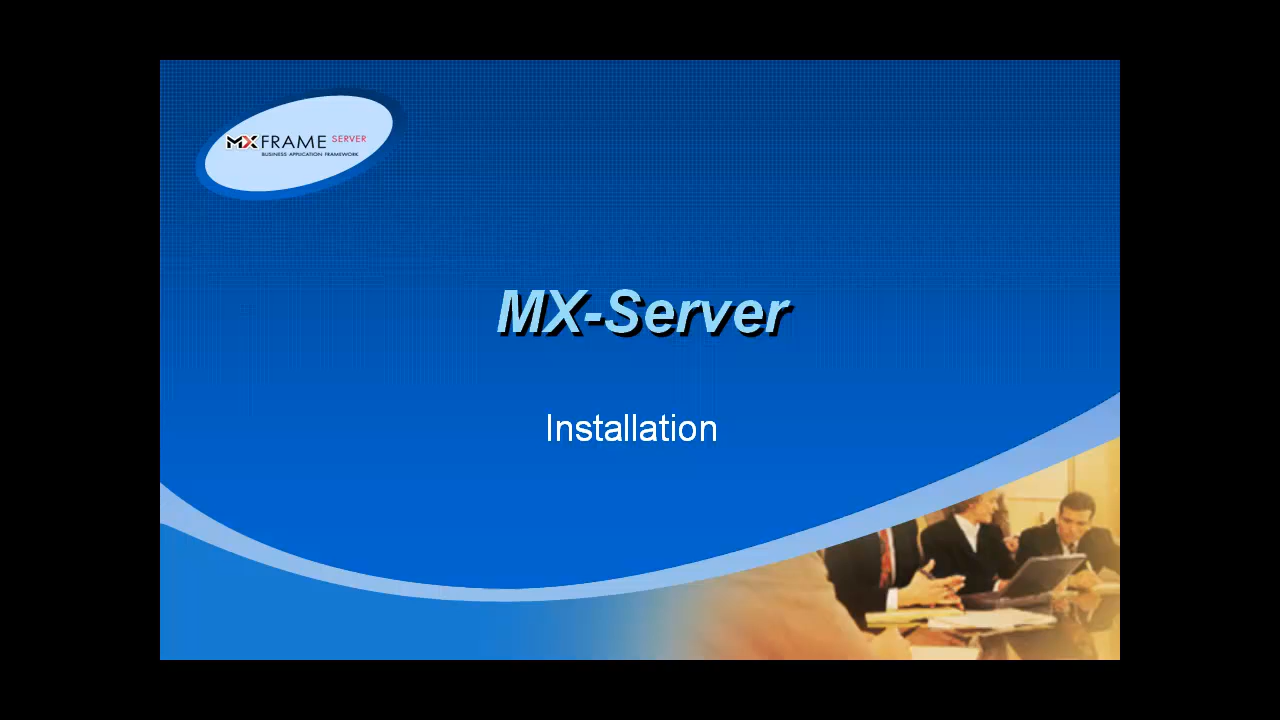 MXFRAME SERVER
BUSINESS APPLICATION FRAMEWORK
MX-Server
Installation